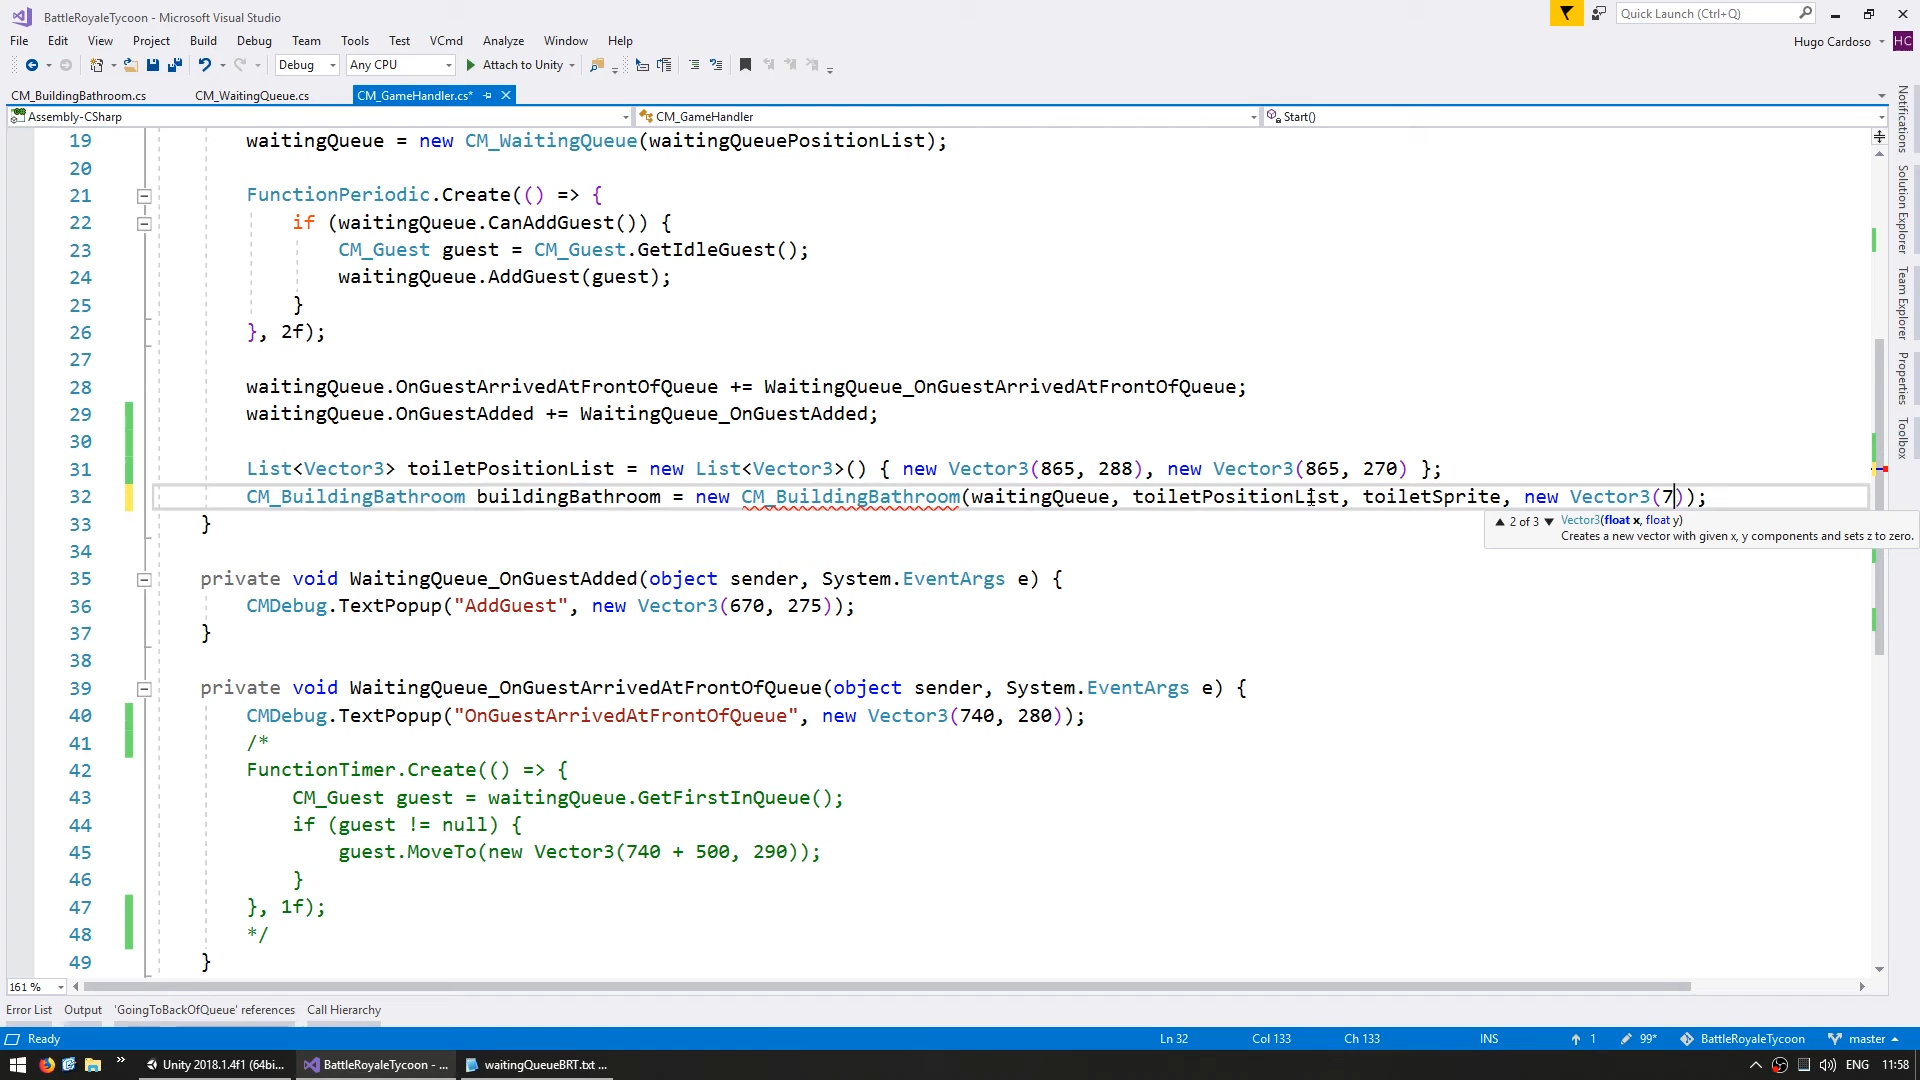 BattleRoyaleTycoon - Microsoft Visual Studio
Quick Launch (Ctrl+Q)
File Edit View Project Build Debug Team Tools Test VCmd Analyze Window Help
Hugo Cardoso HC
Debug Any CPU Attach to Unity
CM_BuildingBathroom.cs CM_WaitingQueue.cs CM_GameHandler.cs*
Assembly-CSharp CM_GameHandler Start()
19 waitingQueue = new CM_WaitingQueue(waitingQueuePositionList);
20
21 FunctionPeriodic.Create(() => {
22 if (waitingQueue.CanAddGuest()) {
23 CM_Guest guest = CM_Guest.GetIdleGuest();
24 waitingQueue.AddGuest(guest);
25 }
26 }, 2f);
27
28 waitingQueue.OnGuestArrivedAtFrontOfQueue += WaitingQueue_OnGuestArrivedAtFrontOfQueue;
29 waitingQueue.OnGuestAdded += WaitingQueue_OnGuestAdded;
30
31 List<Vector3> toiletPositionList = new List<Vector3>() { new Vector3(865, 288), new Vector3(865, 270) };
32 CM_BuildingBathroom buildingBathroom = new CM_BuildingBathroom(waitingQueue, toiletPositionList, toiletSprite, new Vector3(7));
33 }
▲ 2 of 3 ▼ Vector3(float x, float y)
Creates a new vector with given x, y components and sets z to zero.
34
35 private void WaitingQueue_OnGuestAdded(object sender, System.EventArgs e) {
36 CMDebug.TextPopup("AddGuest", new Vector3(670, 275));
37 }
38
39 private void WaitingQueue_OnGuestArrivedAtFrontOfQueue(object sender, System.EventArgs e) {
40 CMDebug.TextPopup("OnGuestArrivedAtFrontOfQueue", new Vector3(740, 280));
41 /*
42 FunctionTimer.Create(() => {
43 CM_Guest guest = waitingQueue.GetFirstInQueue();
44 if (guest != null) {
45 guest.MoveTo(new Vector3(740 + 500, 290));
46 }
47 }, 1f);
48 */
49 }
Notifications
Solution Explorer
Team Explorer
Properties
Toolbox
161 %
Error List Output 'GoingToBackOfQueue' references Call Hierarchy
Ready Ln 32 Col 133 Ch 133 INS 1 99* BattleRoyaleTycoon master
» Unity 2018.1.4f1 (64bi... BattleRoyaleTycoon - ... waitingQueueBRT.txt ... ENG 11:58